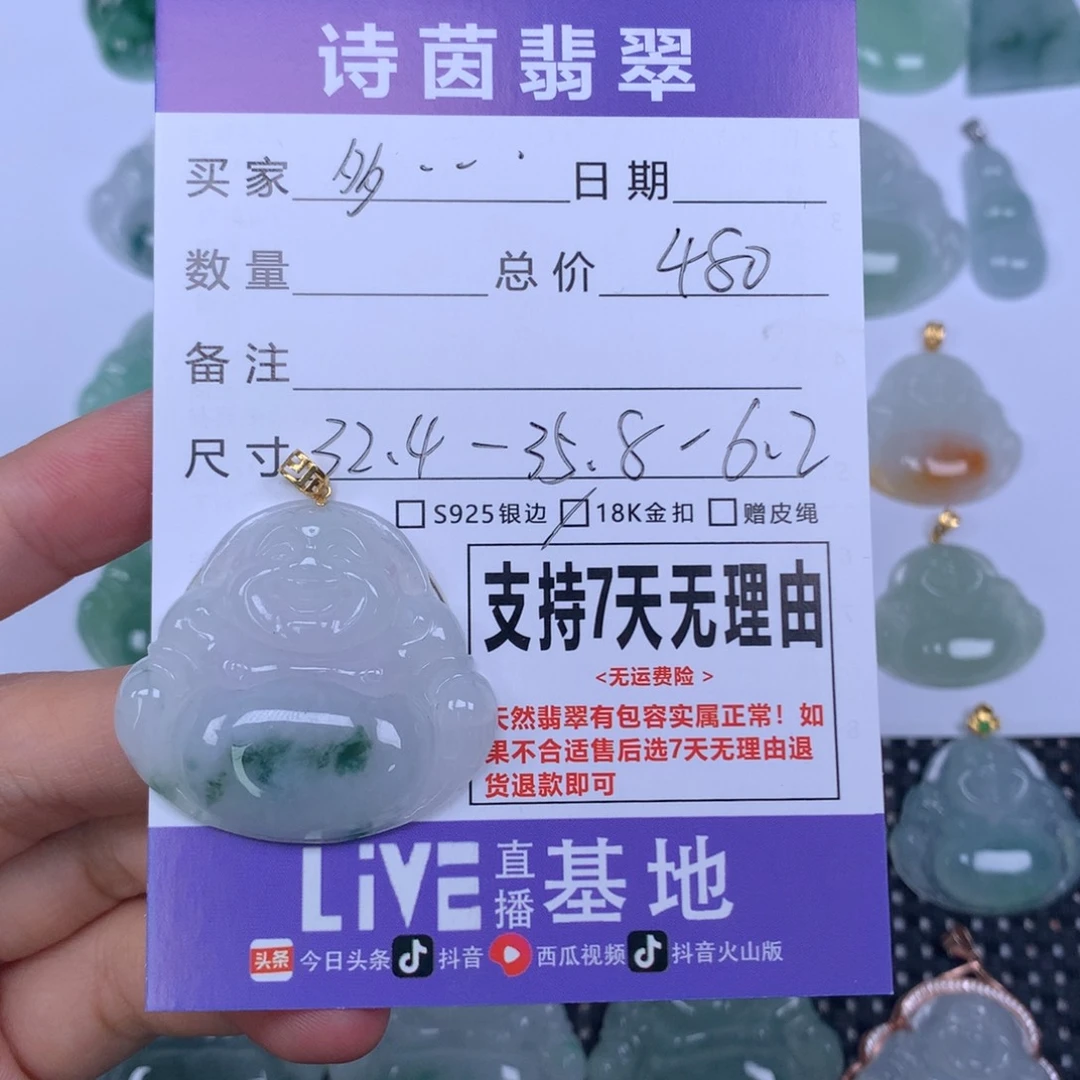 诗茵翡翠
买家 多 日期
数量 总价 480
备注
尺寸 32.4-35.8-6.2
S925银边 18K金扣 赠皮绳
支持7天无理由
<无运费险 >
天然翡翠有包容实属正常！如
果不合适售后选7天无理由退
货退款即可
LiVE 直播 基地
头条 今日头条 抖音 西瓜视频 抖音火山版